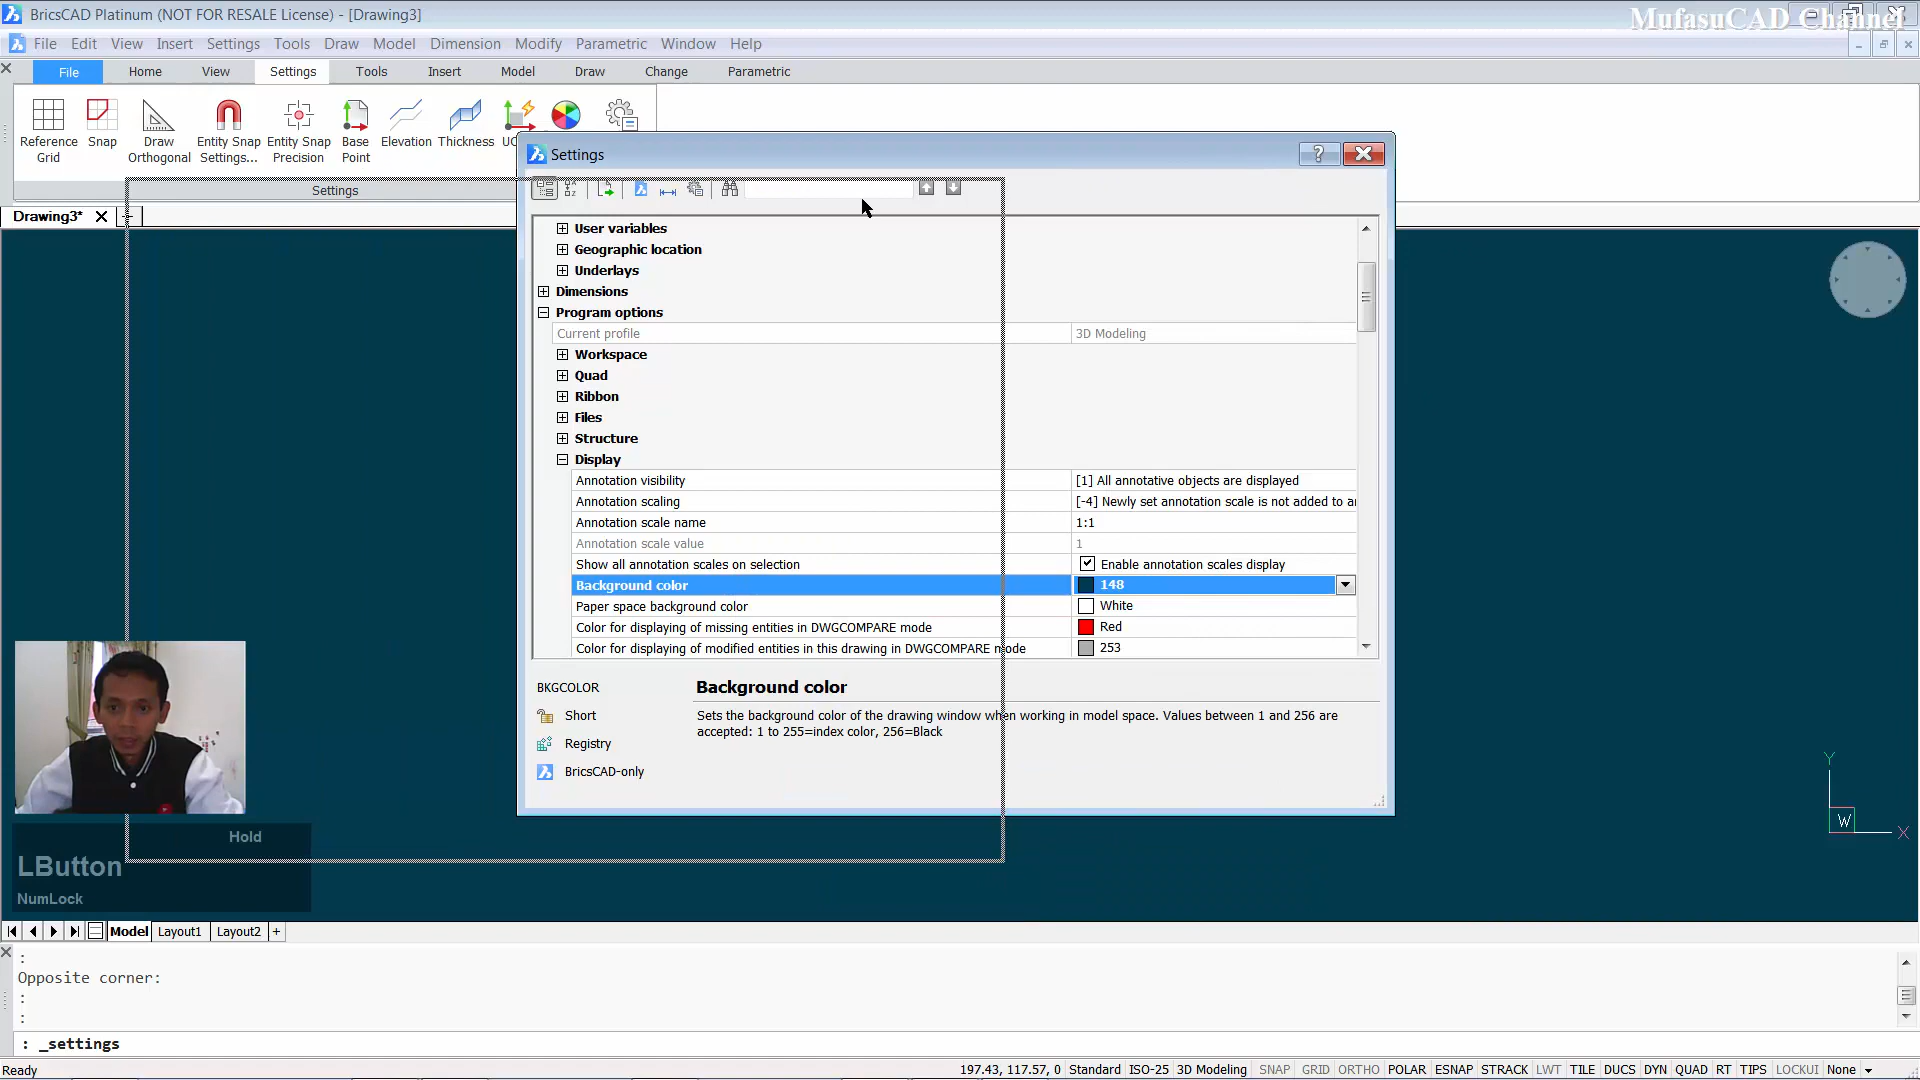 BricsCAD Platinum (NOT FOR RESALE License) - [Drawing3]
MufasuCAD Channel
File Edit View Insert Settings Tools Draw Model Dimension Modify Parametric Window Help
File Home View Settings Tools Insert Model Draw Change Parametric
Reference Grid
Snap
Draw Orthogonal
Entity Snap Settings...
Entity Snap Precision
Base Point
Elevation
Thickness
Settings
Drawing3*
Settings
User variables
Geographic location
Underlays
Dimensions
Program options
Current profile 3D Modeling
Workspace
Quad
Ribbon
Files
Structure
Display
Annotation visibility [1] All annotative objects are displayed
Annotation scaling [-4] Newly set annotation scale is not added to
Annotation scale name 1:1
Annotation scale value 1
Show all annotation scales on selection Enable annotation scales display
Background color 148
Paper space background color White
Color for displaying of missing entities in DWGCOMPARE mode Red
Color for displaying of modified entities in this drawing in DWGCOMPARE mode 253
BKGCOLOR
Short
Registry
BricsCAD-only
Background color
Sets the background color of the drawing window when working in model space. Values between 1 and 256 are
accepted: 1 to 255=index color, 256=Black
Y
W
X
Hold
LButton
NumLock
Model Layout1 Layout2 +
:
Opposite corner:
:
:
: _settings
Ready 197.43, 117.57, 0 Standard ISO-25 3D Modeling SNAP GRID ORTHO POLAR ESNAP STRACK LWT TILE DUCS DYN QUAD RT TIPS LOCKUI None